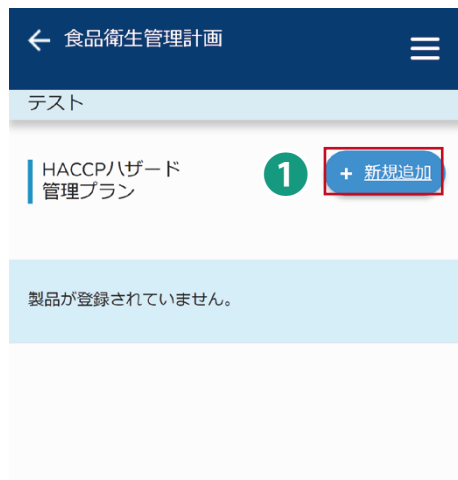 食品衛生管理計画
テスト
HACCPハザード
管理プラン
1
+ 新規追加
製品が登録されていません。